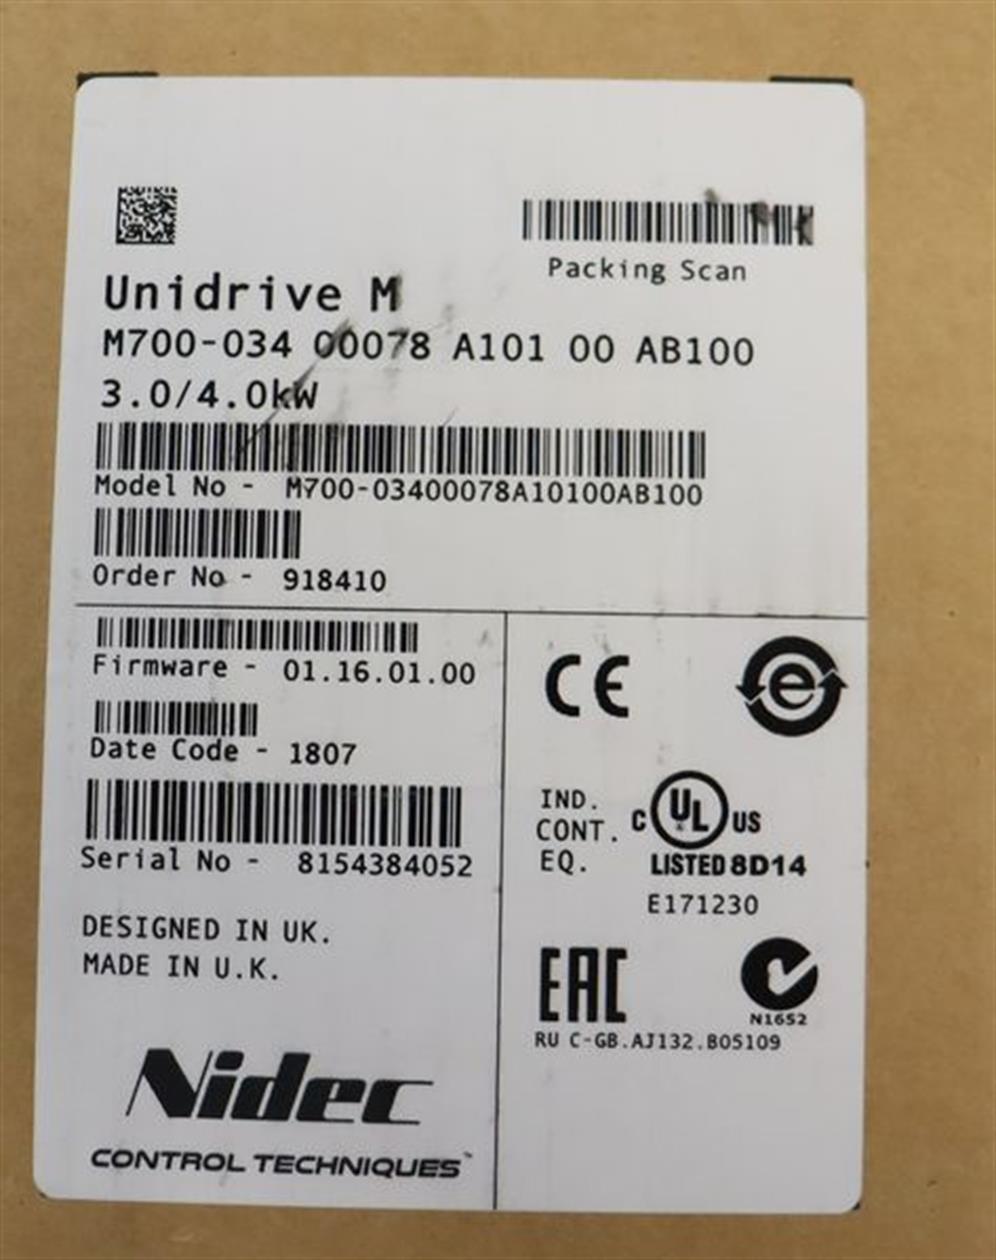 Packing Scan
Unidrive M
M700-034 00078 A101 00 AB100
3.0/4.0kW
Model No - M700-03400078A10100AB100
Order No - 918410
Firmware - 01.16.01.00
Date Code - 1807
Serial No - 8154384052
DESIGNED IN UK.
MADE IN U.K.
Nidec
CONTROL TECHNIQUES™
CE
e
IND.
CONT.
EQ.
C UL US
LISTED 8D14
E171230
EAC
N1652
RU C-GB.AJ132.B05109